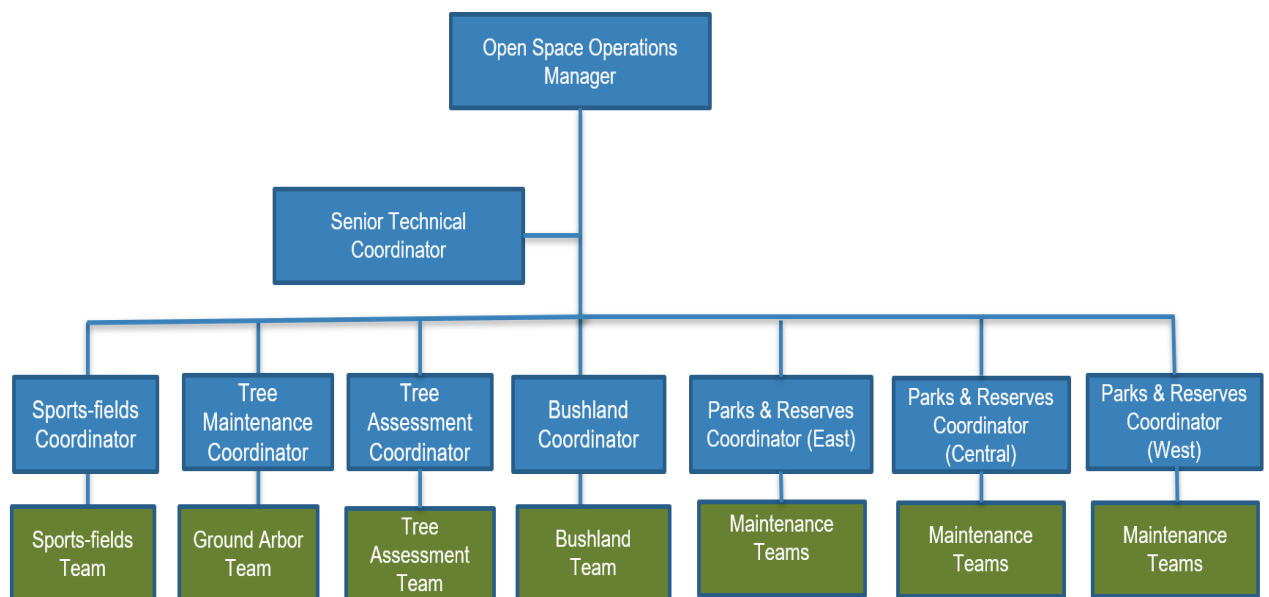 Open Space Operations
Manager
Senior Technical
Coordinator
Sports-fields
Coordinator
Tree
Maintenance
Coordinator
Tree
Assessment
Coordinator
Bushland
Coordinator
Parks & Reserves
Coordinator (East)
Parks & Reserves
Coordinator
(Central)
Parks & Reserves
Coordinator
(West)
Sports-fields
Team
Ground Arbor
Team
Tree
Assessment
Team
Bushland
Team
Maintenance
Teams
Maintenance
Teams
Maintenance
Teams